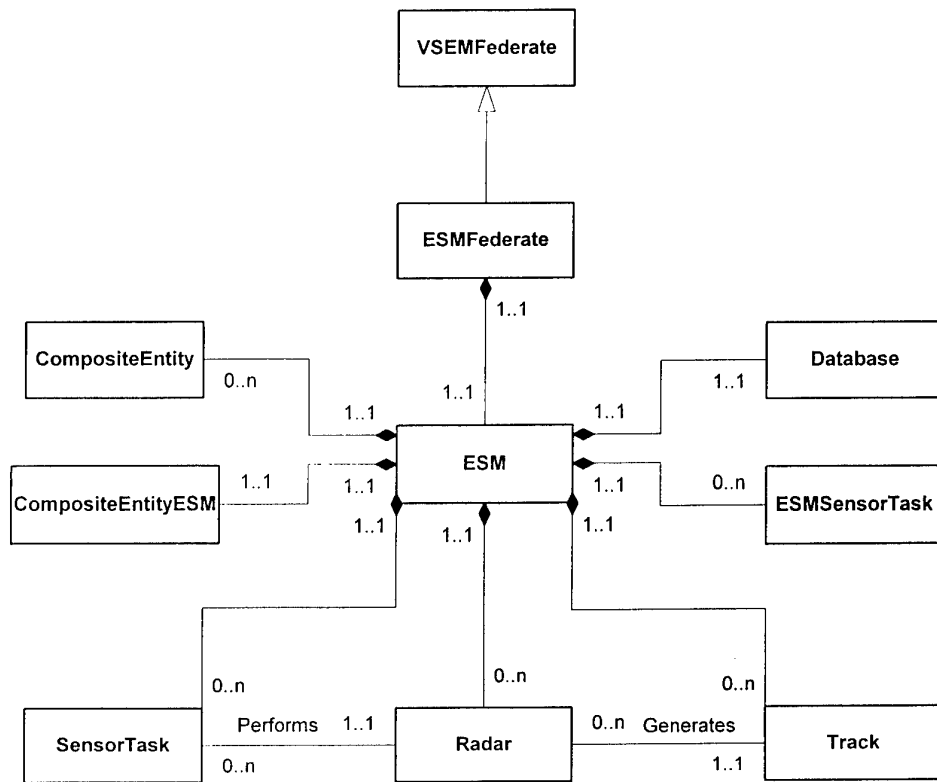 VSEMFederate
ESMFederate
1..1
CompositeEntity
Database
0..n
1..1
1..1
1..1
1..1
ESM
CompositeEntityESM
1..1
1..1
1..1
0..n
ESMSensorTask
1..1
1..1
1..1
0..n
0..n
0..n
SensorTask
Performs
1..1
0..n
Radar
0..n
Generates
1..1
Track